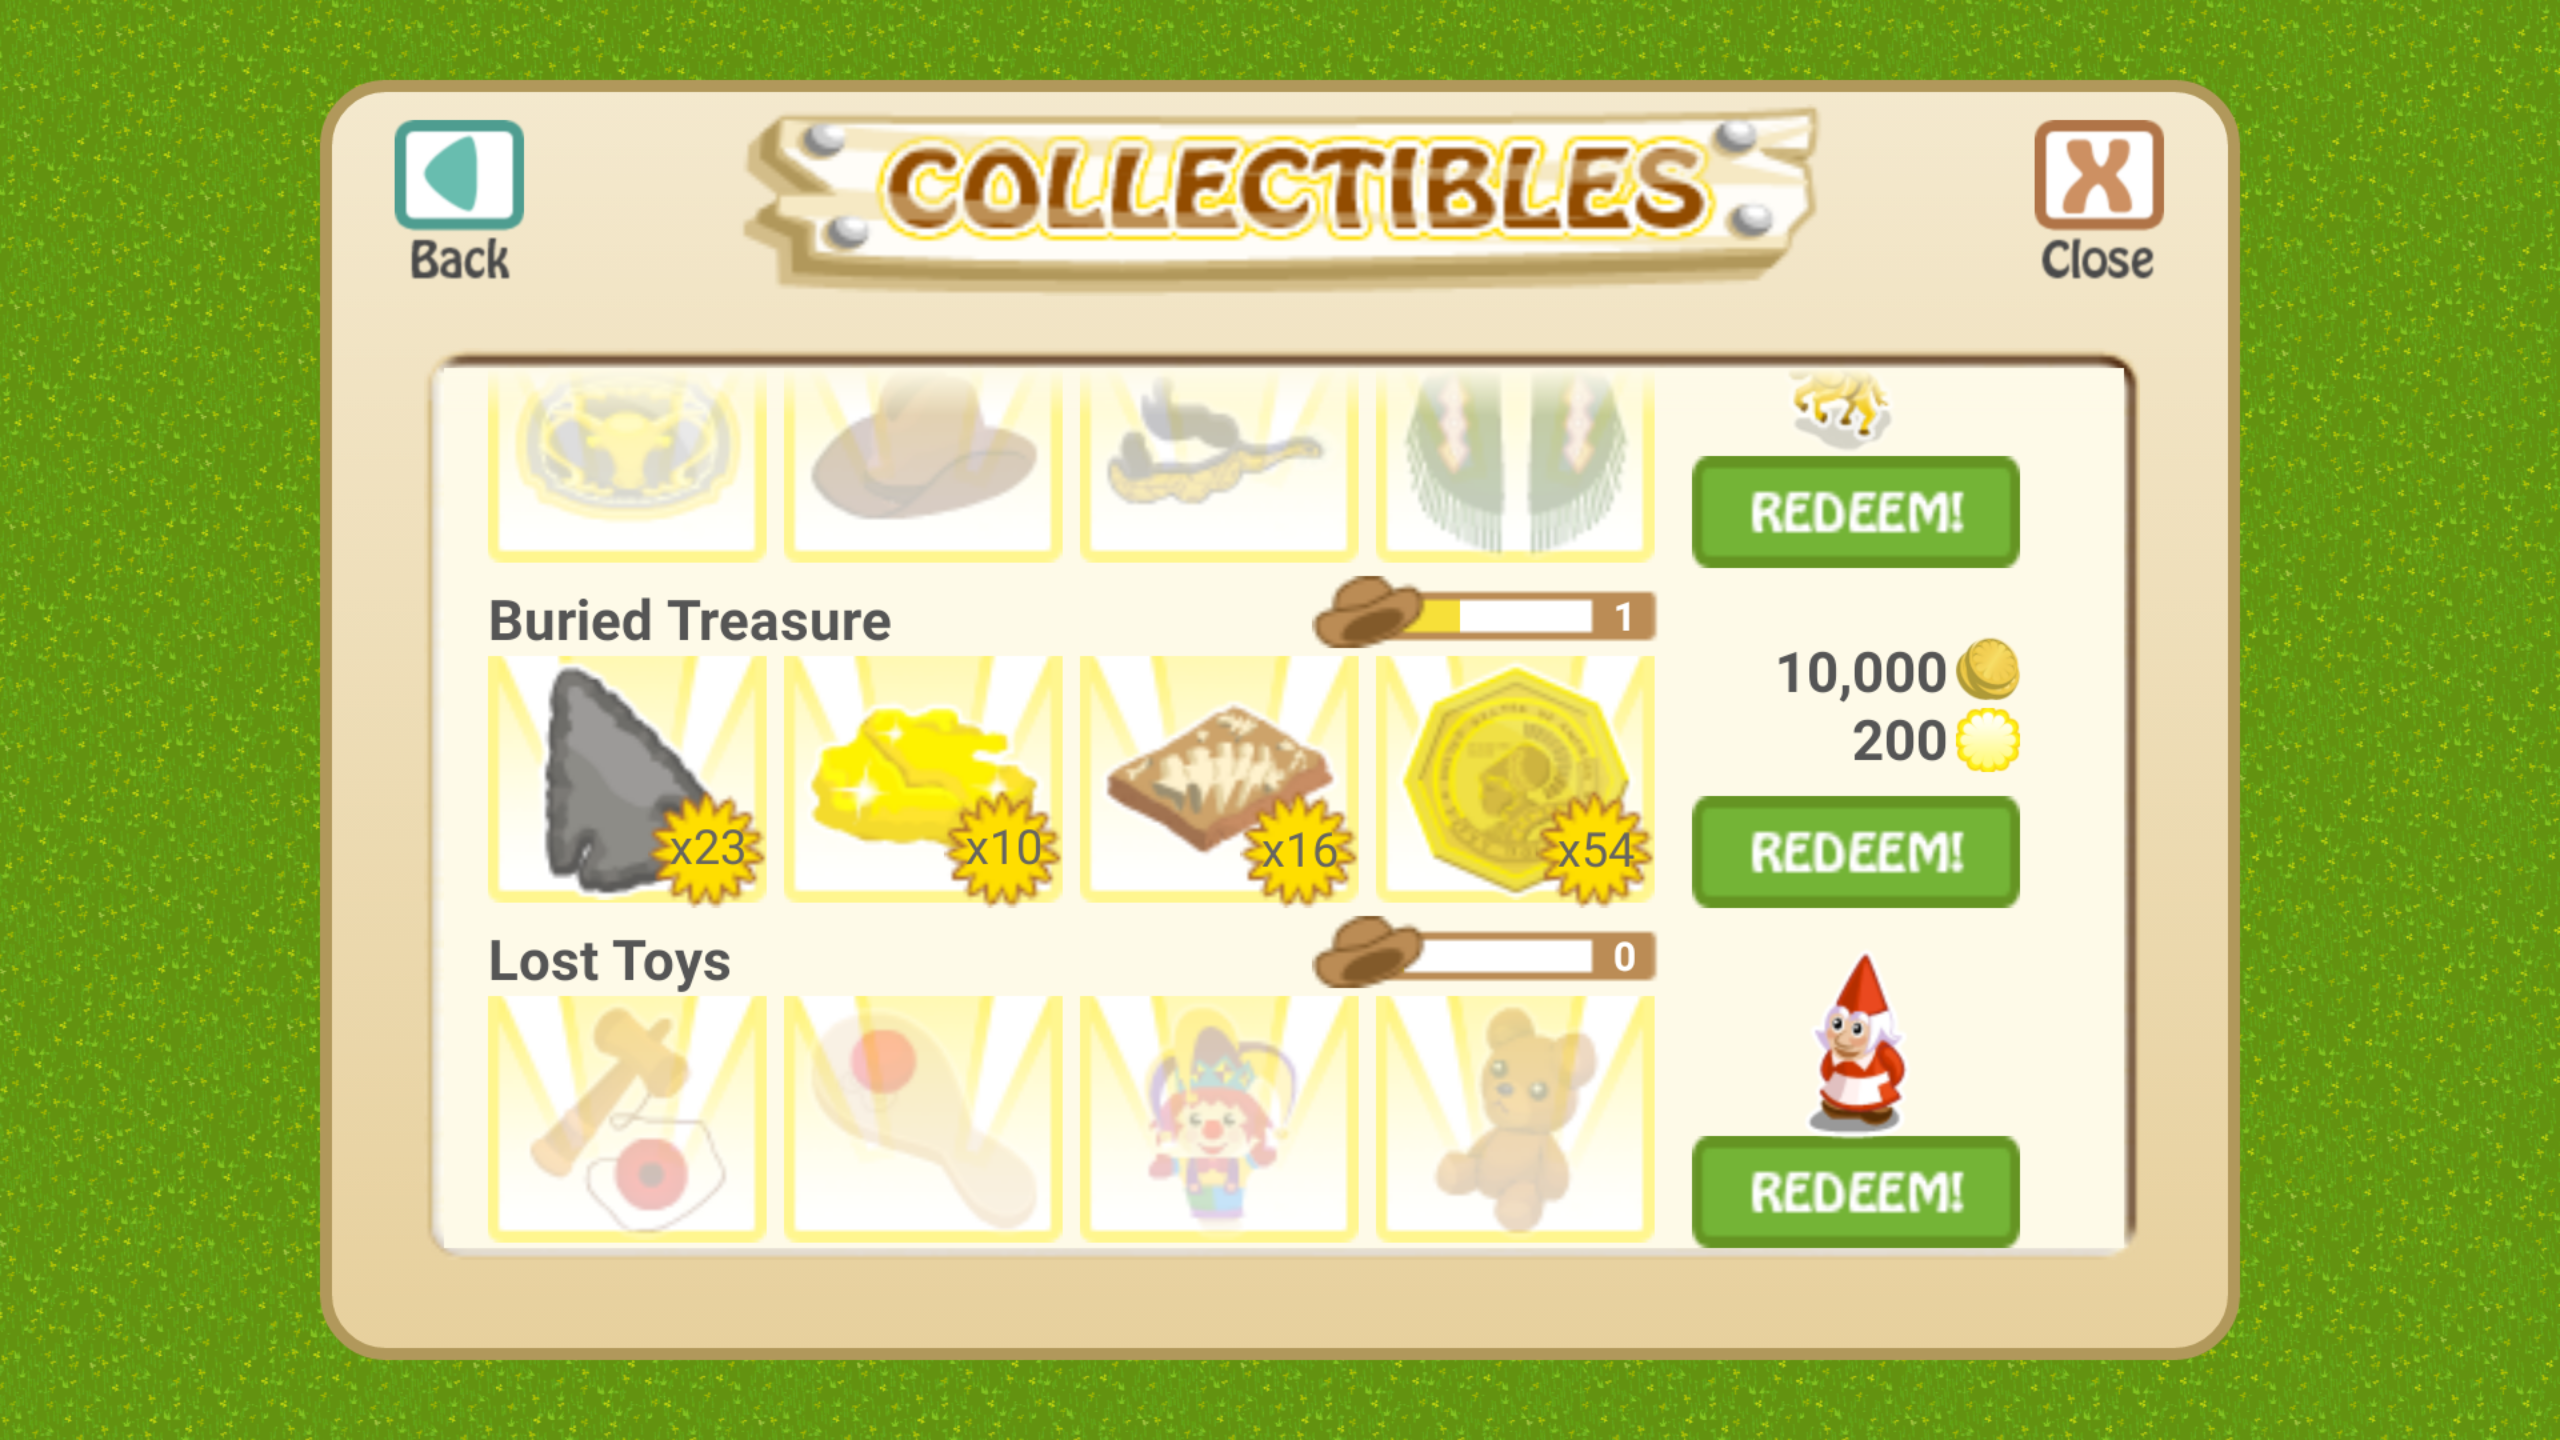 COLLECTIBLES
Back
Close
REDEEM!
Buried Treasure
1
10,000
200
x23
x10
x16
x54
REDEEM!
Lost Toys
0
REDEEM!